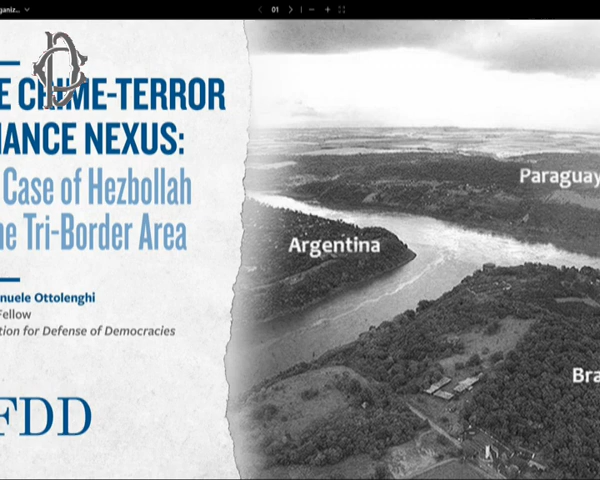 ganiz...
01
E CRIME-TERROR
NANCE NEXUS:
Case of Hezbollah
he Tri-Border Area
nuele Ottolenghi
Fellow
tion for Defense of Democracies
FDD
Paraguay
Argentina
Bra